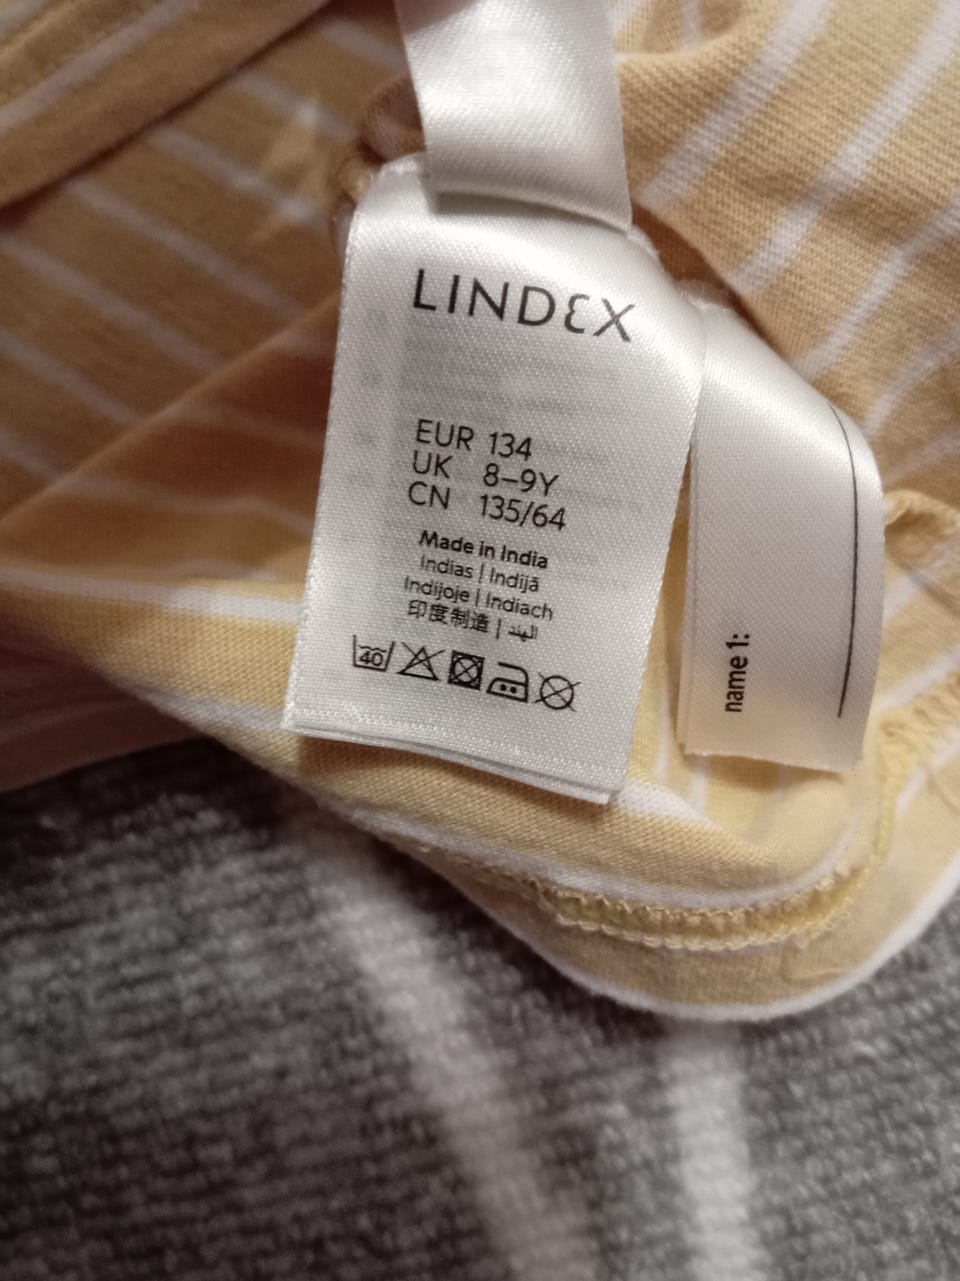 LINDEX
EUR 134
UK 8–9Y
CN 135/64
Made in India
Indias | Indijā
Indijoje | Indiach
印度制造 | الهند
40
name 1: